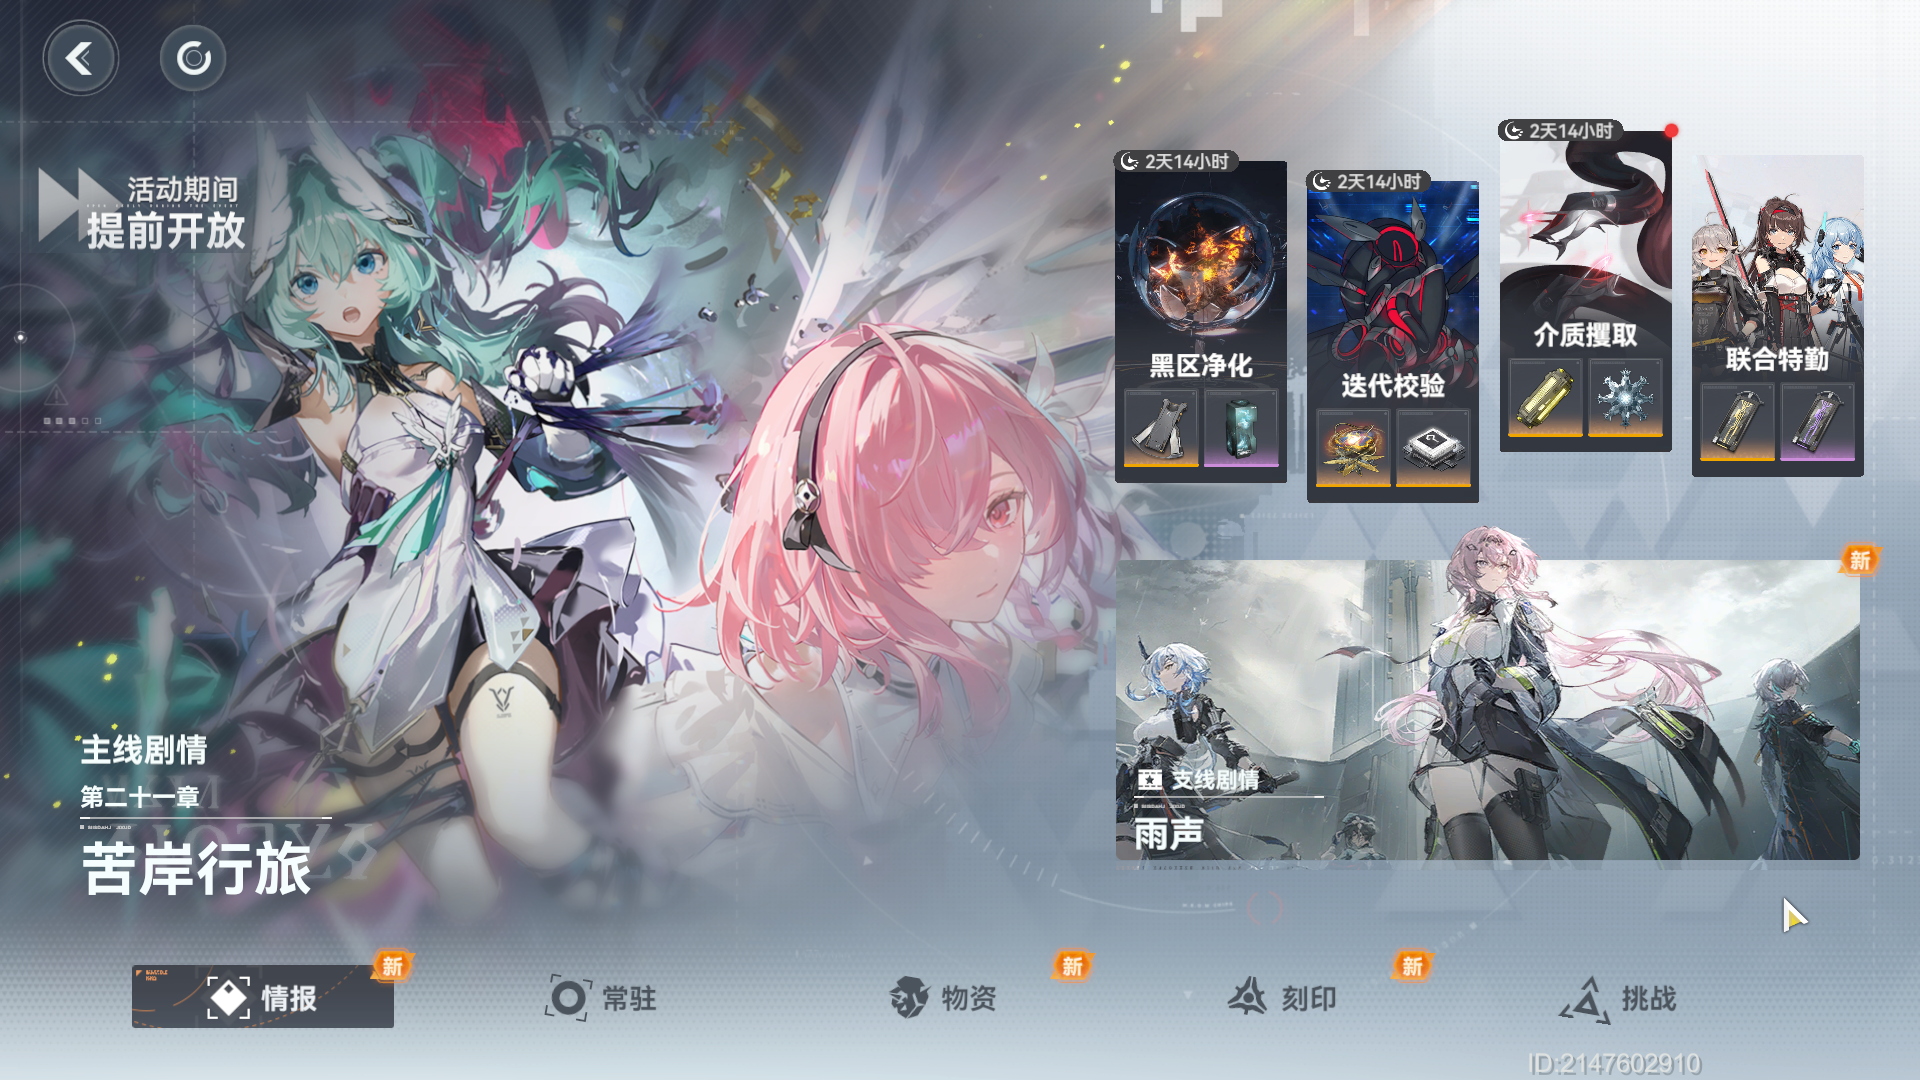 活动期间
提前开放
2天14小时
黑区净化
2天14小时
迭代校验
2天14小时
介质攫取
联合特勤
新
支线剧情
雨声
主线剧情
第二十一章
苦岸行旅
情报
新
常驻
物资
新
刻印
新
挑战
ID:2147602910